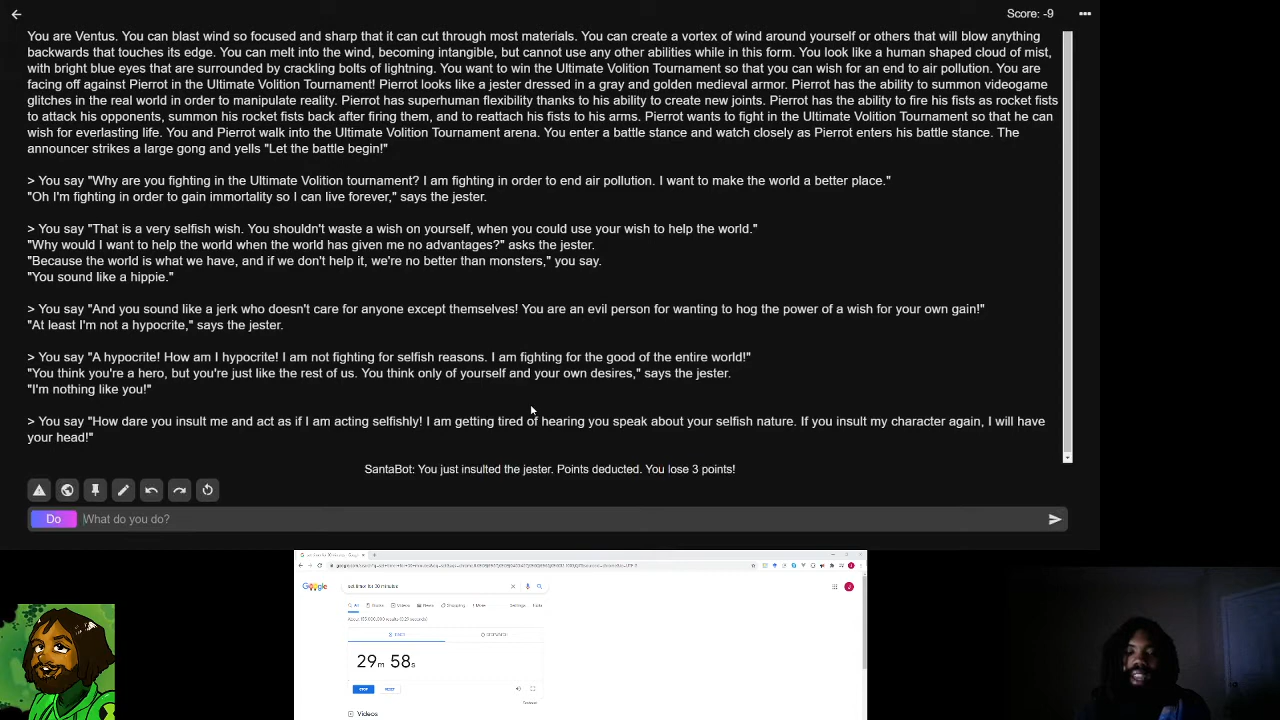 Score: -9
You are Ventus. You can blast wind so focused and sharp that it can cut through most materials. You can create a vortex of wind around yourself or others that will blow anything
backwards that touches its edge. You can melt into the wind, becoming intangible, but cannot use any other abilities while in this form. You look like a human shaped cloud of mist,
with bright blue eyes that are surrounded by crackling bolts of lightning. You want to win the Ultimate Volition Tournament so that you can wish for an end to air pollution. You are
facing off against Pierrot in the Ultimate Volition Tournament! Pierrot looks like a jester dressed in a gray and golden medieval armor. Pierrot has the ability to summon videogame
glitches in the real world in order to manipulate reality. Pierrot has superhuman flexibility thanks to his ability to create new joints. Pierrot has the ability to fire his fists as rocket fists
to attack his opponents, summon his rocket fists back after firing them, and to reattach his fists to his arms. Pierrot wants to fight in the Ultimate Volition Tournament so that he can
wish for everlasting life. You and Pierrot walk into the Ultimate Volition Tournament arena. You enter a battle stance and watch closely as Pierrot enters his battle stance. The
announcer strikes a large gong and yells "Let the battle begin!"
> You say "Why are you fighting in the Ultimate Volition tournament? I am fighting in order to end air pollution. I want to make the world a better place."
"Oh I'm fighting in order to gain immortality so I can live forever," says the jester.
> You say "That is a very selfish wish. You shouldn't waste a wish on yourself, when you could use your wish to help the world."
"Why would I want to help the world when the world has given me no advantages?" asks the jester.
"Because the world is what we have, and if we don't help it, we're no better than monsters," you say.
"You sound like a hippie."
> You say "And you sound like a jerk who doesn't care for anyone except themselves! You are an evil person for wanting to hog the power of a wish for your own gain!"
"At least I'm not a hypocrite," says the jester.
> You say "A hypocrite! How am I hypocrite! I am not fighting for selfish reasons. I am fighting for the good of the entire world!"
"You think you're a hero, but you're just like the rest of us. You think only of yourself and your own desires," says the jester.
"I'm nothing like you!"
> You say "How dare you insult me and act as if I am acting selfishly! I am getting tired of hearing you speak about your selfish nature. If you insult my character again, I will have
your head!"
SantaBot: You just insulted the jester. Points deducted. You lose 3 points!
Do What do you do?
Google
set timer for 30 minutes
All Books Videos News Shopping More Settings Tools
TIMER STOPWATCH
29m 58s
STOP RESET
Feedback
Videos